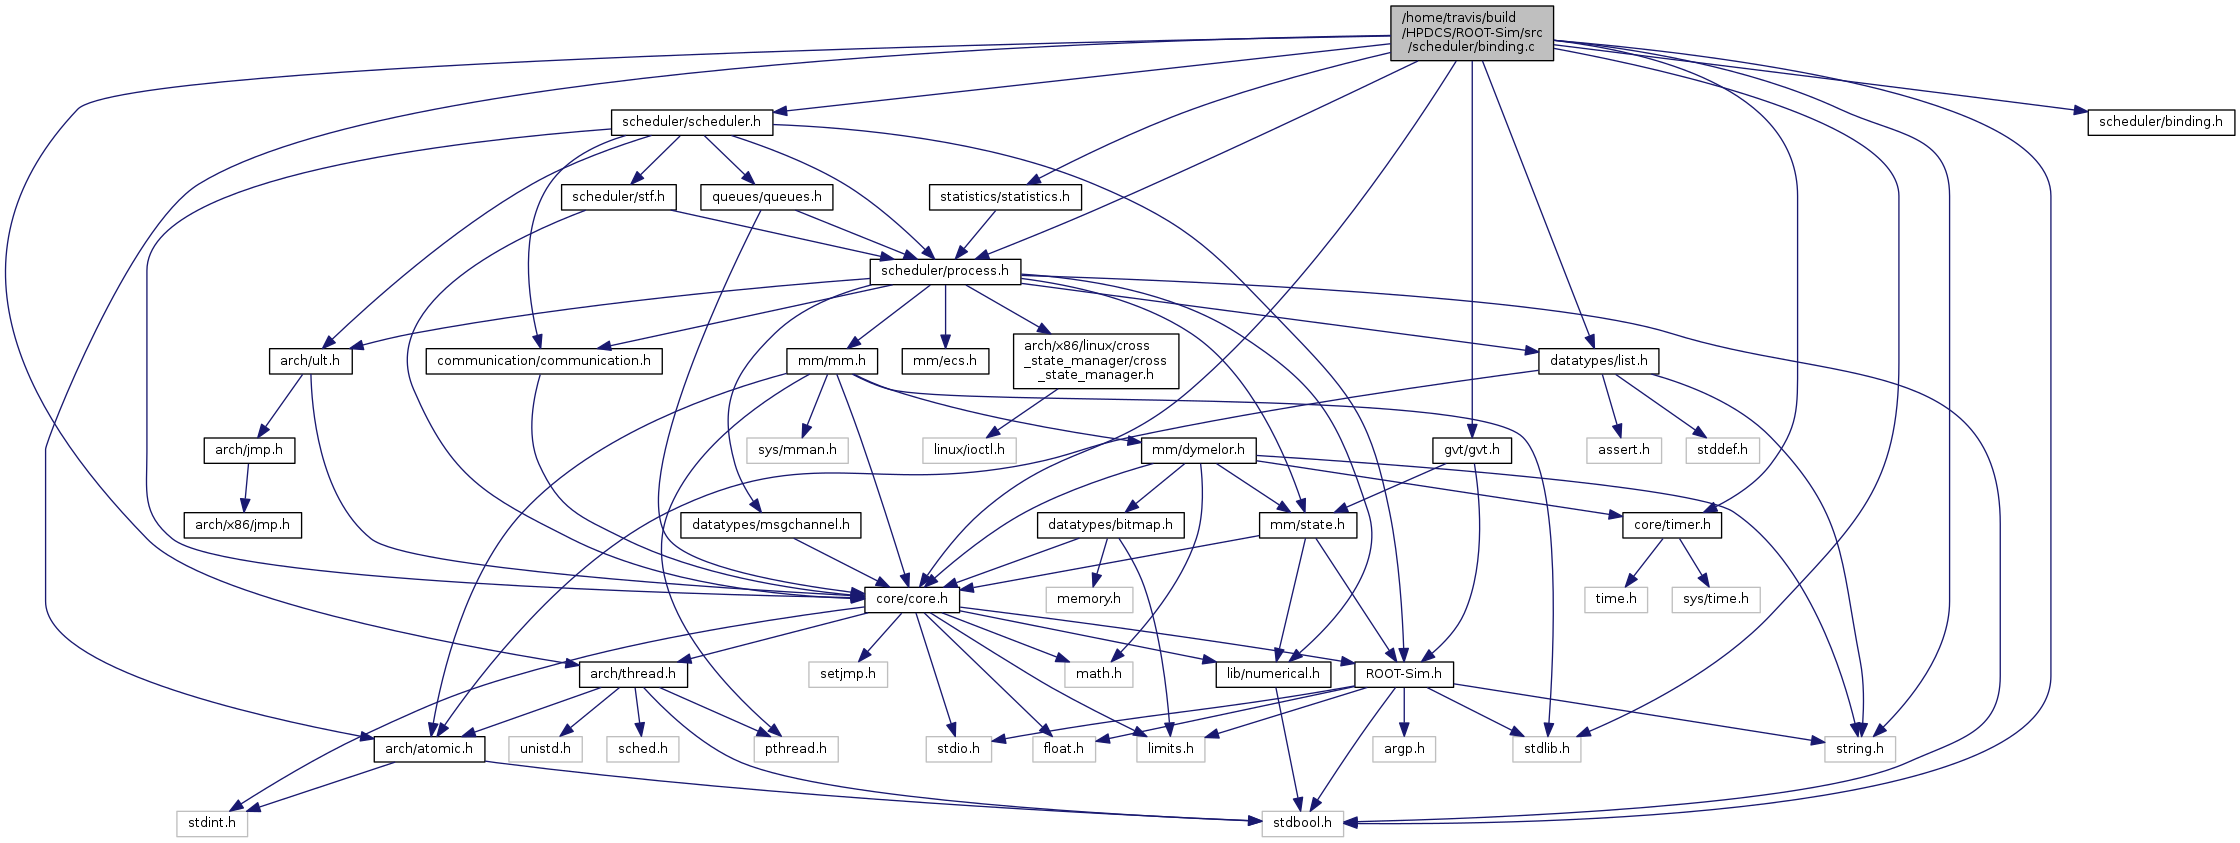 /home/travis/build
/HPDCS/ROOT-Sim/src
/scheduler/binding.c
scheduler/scheduler.h
scheduler/binding.h
scheduler/stf.h
queues/queues.h
statistics/statistics.h
scheduler/process.h
arch/ult.h
communication/communication.h
mm/mm.h
mm/ecs.h
arch/x86/linux/cross
_state_manager/cross
_state_manager.h
datatypes/list.h
arch/jmp.h
sys/mman.h
linux/ioctl.h
mm/dymelor.h
gvt/gvt.h
assert.h
stddef.h
arch/x86/jmp.h
datatypes/msgchannel.h
datatypes/bitmap.h
mm/state.h
core/timer.h
core/core.h
memory.h
time.h
sys/time.h
arch/thread.h
setjmp.h
math.h
lib/numerical.h
ROOT-Sim.h
arch/atomic.h
unistd.h
sched.h
pthread.h
stdio.h
float.h
limits.h
argp.h
stdlib.h
string.h
stdint.h
stdbool.h